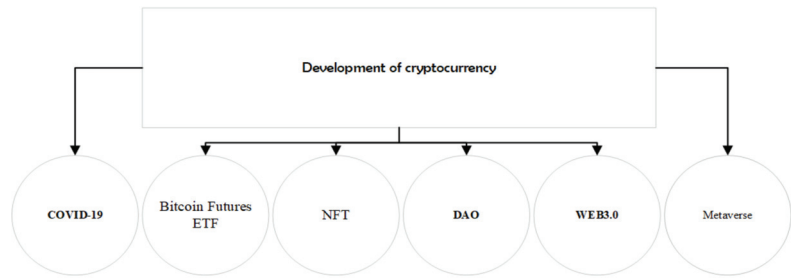 Development of cryptocurrency
COVID-19
Bitcoin Futures
ETF
NFT
DAO
WEB3.0
Metaverse